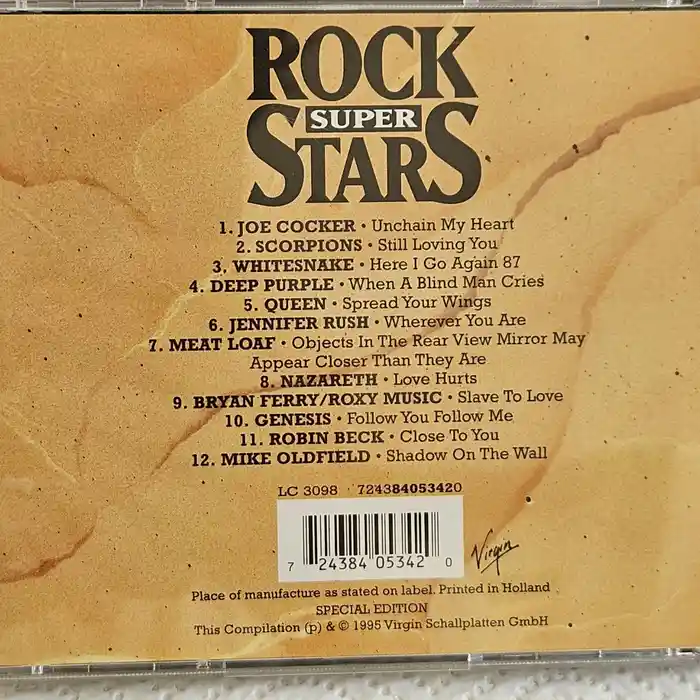 ROCK
SUPER
STARS
1. JOE COCKER • Unchain My Heart
2. SCORPIONS • Still Loving You
3. WHITESNAKE • Here I Go Again 87
4. DEEP PURPLE • When A Blind Man Cries
5. QUEEN • Spread Your Wings
6. JENNIFER RUSH • Wherever You Are
7. MEAT LOAF • Objects In The Rear View Mirror May
Appear Closer Than They Are
8. NAZARETH • Love Hurts
9. BRYAN FERRY/ROXY MUSIC • Slave To Love
10. GENESIS • Follow You Follow Me
11. ROBIN BECK • Close To You
12. MIKE OLDFIELD • Shadow On The Wall
LC 3098 724384053420
7 24384 05342 0
Virgin
Place of manufacture as stated on label. Printed in Holland
SPECIAL EDITION
This Compilation (p) & © 1995 Virgin Schallplatten GmbH